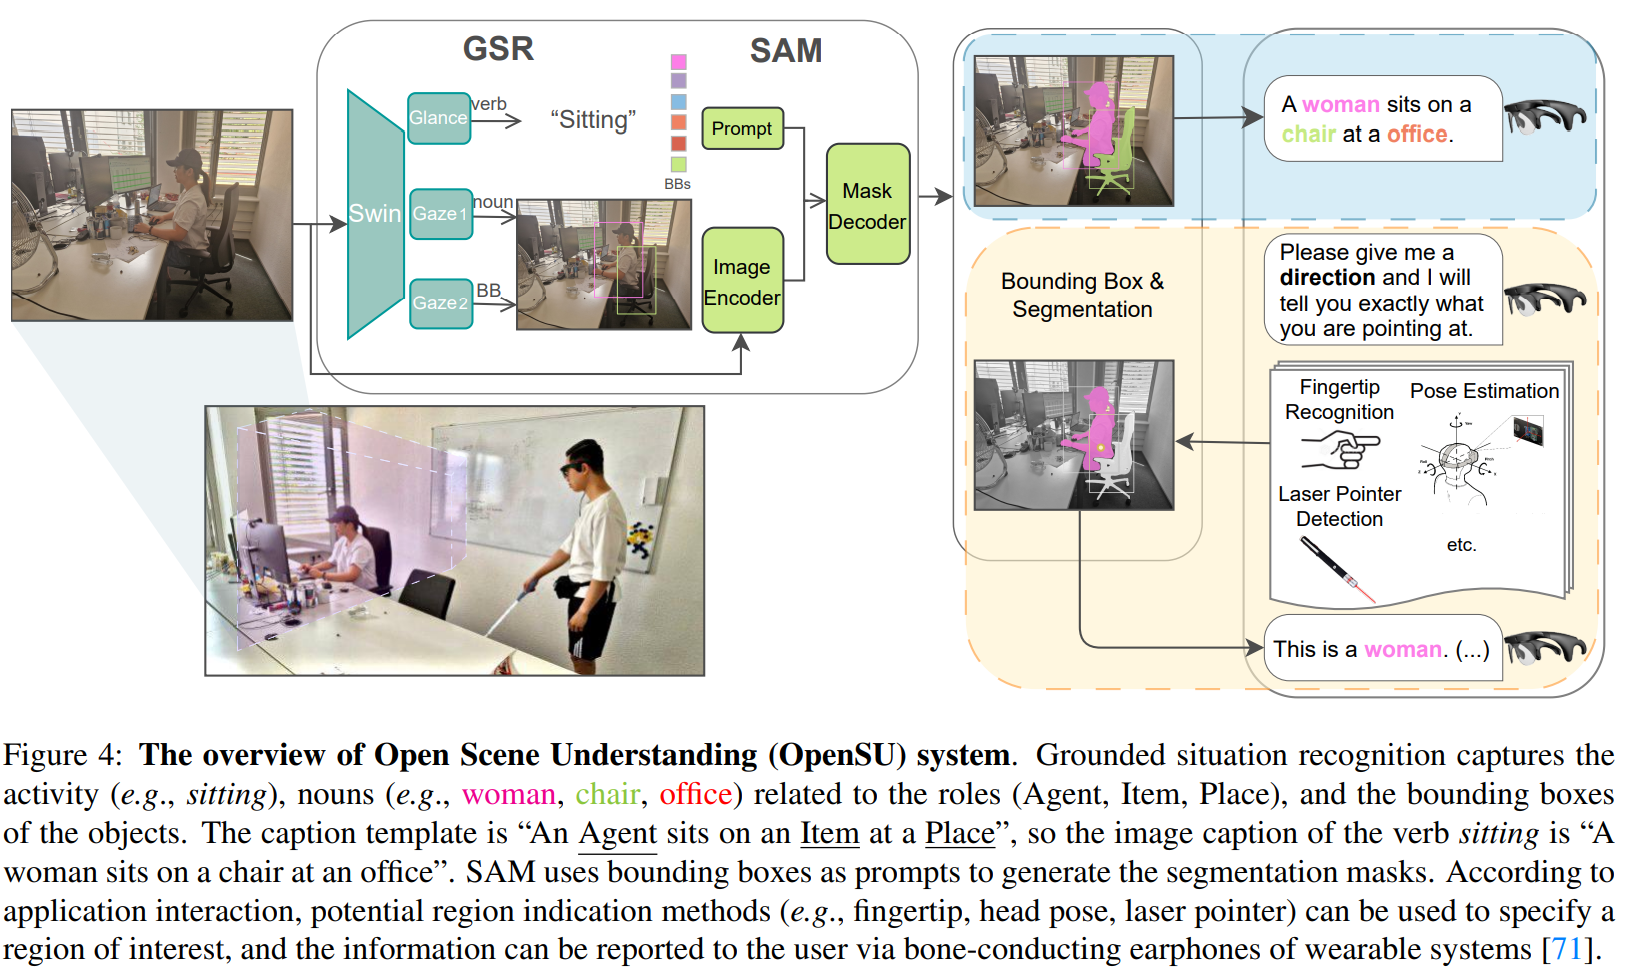 GSR
SAM
Glance
verb
“Sitting”
Swin
Gaze1
noun
Gaze2
BB
BBs
Prompt
Image
Encoder
Mask
Decoder
A woman sits on a
chair at a office.
Bounding Box &
Segmentation
Please give me a
direction and I will
tell you exactly what
you are pointing at.
Fingertip
Recognition
Pose Estimation
Laser Pointer
Detection
etc.
This is a woman. (...)
Figure 4: The overview of Open Scene Understanding (OpenSU) system. Grounded situation recognition captures the
activity (e.g., sitting), nouns (e.g., woman, chair, office) related to the roles (Agent, Item, Place), and the bounding boxes
of the objects. The caption template is “An Agent sits on an Item at a Place”, so the image caption of the verb sitting is “A
woman sits on a chair at an office”. SAM uses bounding boxes as prompts to generate the segmentation masks. According to
application interaction, potential region indication methods (e.g., fingertip, head pose, laser pointer) can be used to specify a
region of interest, and the information can be reported to the user via bone-conducting earphones of wearable systems [71].